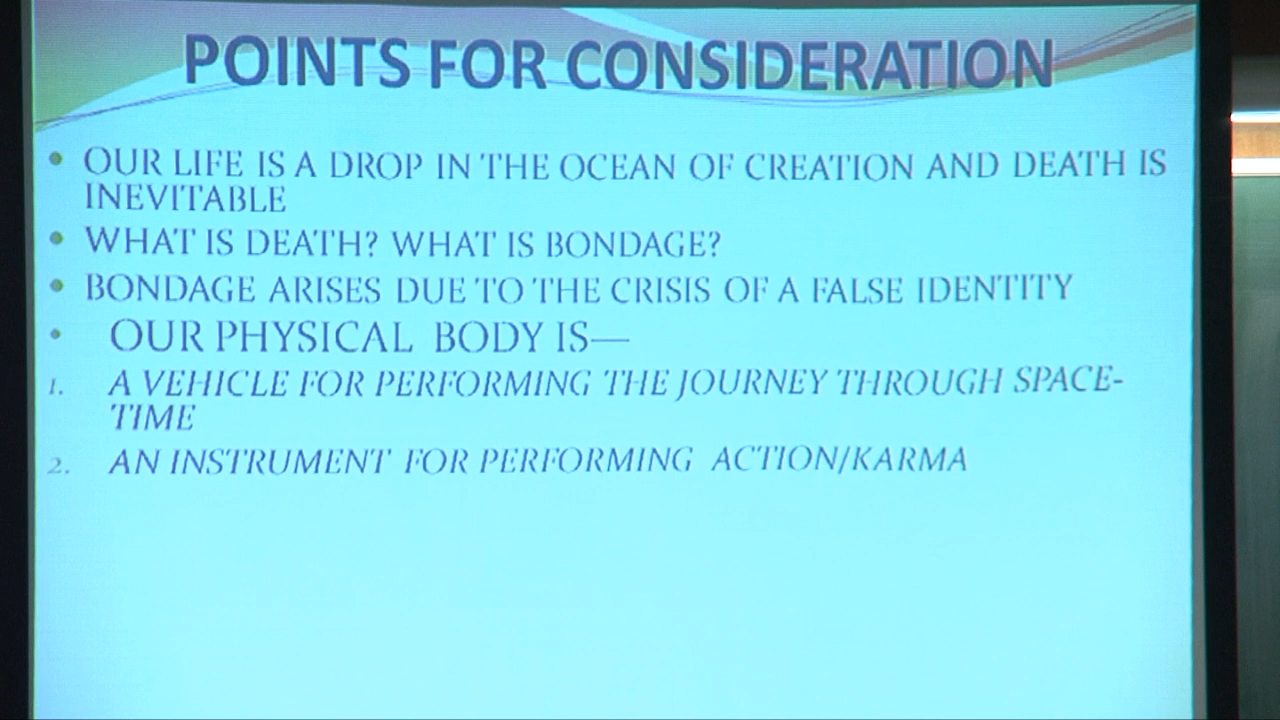 POINTS FOR CONSIDERATION
• OUR LIFE IS A DROP IN THE OCEAN OF CREATION AND DEATH IS
INEVITABLE
• WHAT IS DEATH? WHAT IS BONDAGE?
• BONDAGE ARISES DUE TO THE CRISIS OF A FALSE IDENTITY
• OUR PHYSICAL BODY IS—
1. A VEHICLE FOR PERFORMING THE JOURNEY THROUGH SPACE-
TIME
2. AN INSTRUMENT FOR PERFORMING ACTION/KARMA